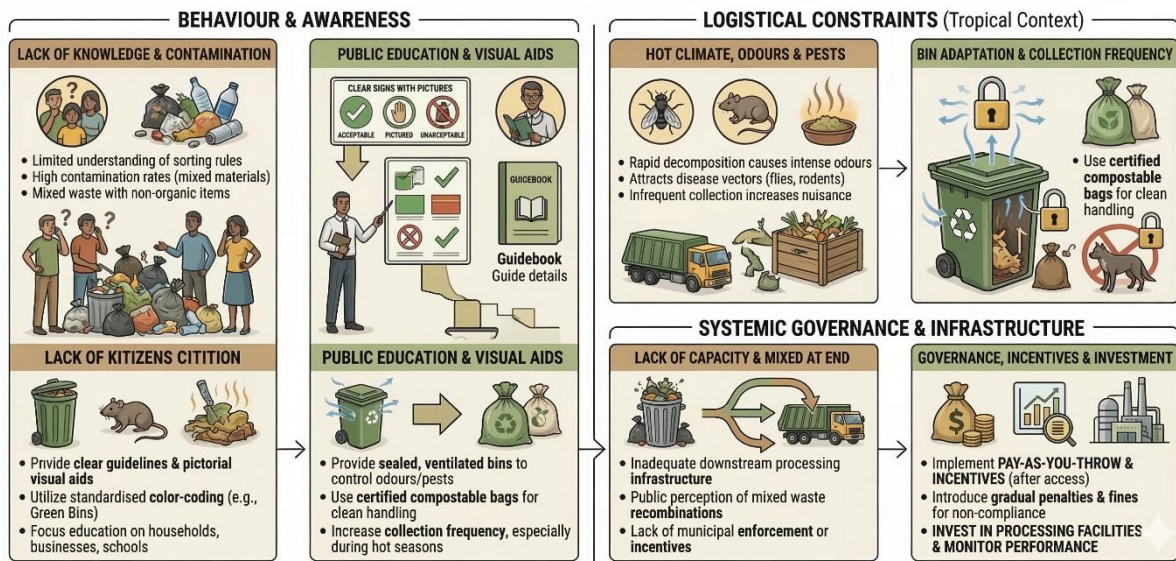 BEHAVIOUR & AWARENESS
LACK OF KNOWLEDGE & CONTAMINATION
?
• Limited understanding of sorting rules
• High contamination rates (mixed materials)
• Mixed waste with non-organic items
? ?
LACK OF KITIZENS CITITION
• Prividе clear guidelines & pictorial
visual aids
• Utilize standardised color-coding (e.g.,
Green Bins)
• Focus education on households,
businesses, schools
PUBLIC EDUCATION & VISUAL AIDS
CLEAR SIGNS WITH PICTURES
ACCEPTABLE PICTURED UNARCEPTABLE
GUIDEBOOK
Guidebook
Guide details
PUBLIC EDUCATION & VISUAL AIDS
• Provide sealed, ventilated bins to
control odours/pests
• Use certified compostable bags for
clean handling
• Increase collection frequency, especially
during hot seasons
LOGISTICAL CONSTRAINTS (Tropical Context)
HOT CLIMATE, ODOURS & PESTS
• Rapid decomposition causes intense odours
• Attracts disease vectors (flies, rodents)
• Infrequent collection increases nuisance
BIN ADAPTATION & COLLECTION FREQUENCY
• Use certified
compostable
bags for clean
handling
SYSTEMIC GOVERNANCE & INFRASTRUCTURE
LACK OF CAPACITY & MIXED AT END
• Inadequate downstream processing
infrastructure
• Public perception of mixed waste
recombinations
• Lack of municipal enforcement or
incentives
GOVERNANCE, INCENTIVES & INVESTMENT
$
• Implement PAY-AS-YOU-THROW &
INCENTIVES (after access)
• Introduce gradual penalties & fines
for non-compliance
• INVEST IN PROCESSING FACILITIES
& MONITOR PERFORMANCE